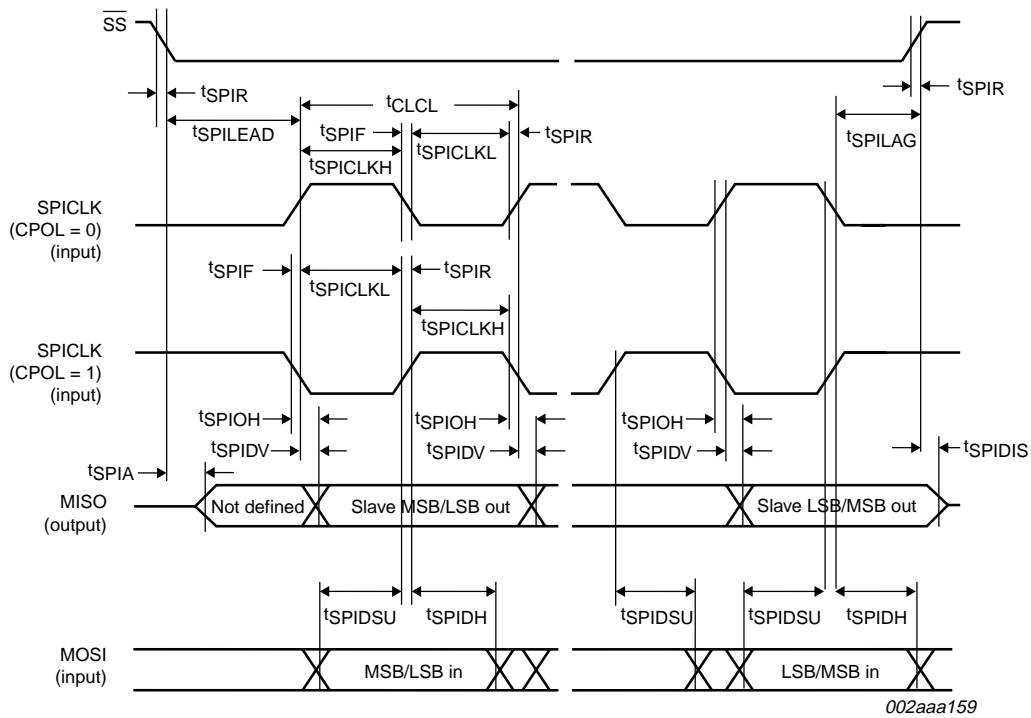 SS
tSPIR
tCLCL
tSPIR
tSPILEAD
tSPIF
tSPICLKL
tSPIR
tSPILAG
tSPICLKH
SPICLK
(CPOL = 0)
(input)
tSPIF
tSPICLKL
tSPIR
tSPICLKH
SPICLK
(CPOL = 1)
(input)
tSPIOH
tSPIOH
tSPIOH
tSPIDV
tSPIDV
tSPIDV
tSPIDIS
tSPIA
MISO
(output)
Not defined
Slave MSB/LSB out
Slave LSB/MSB out
tSPIDSU
tSPIDH
tSPIDSU
tSPIDSU
tSPIDH
MOSI
(input)
MSB/LSB in
LSB/MSB in
002aaa159